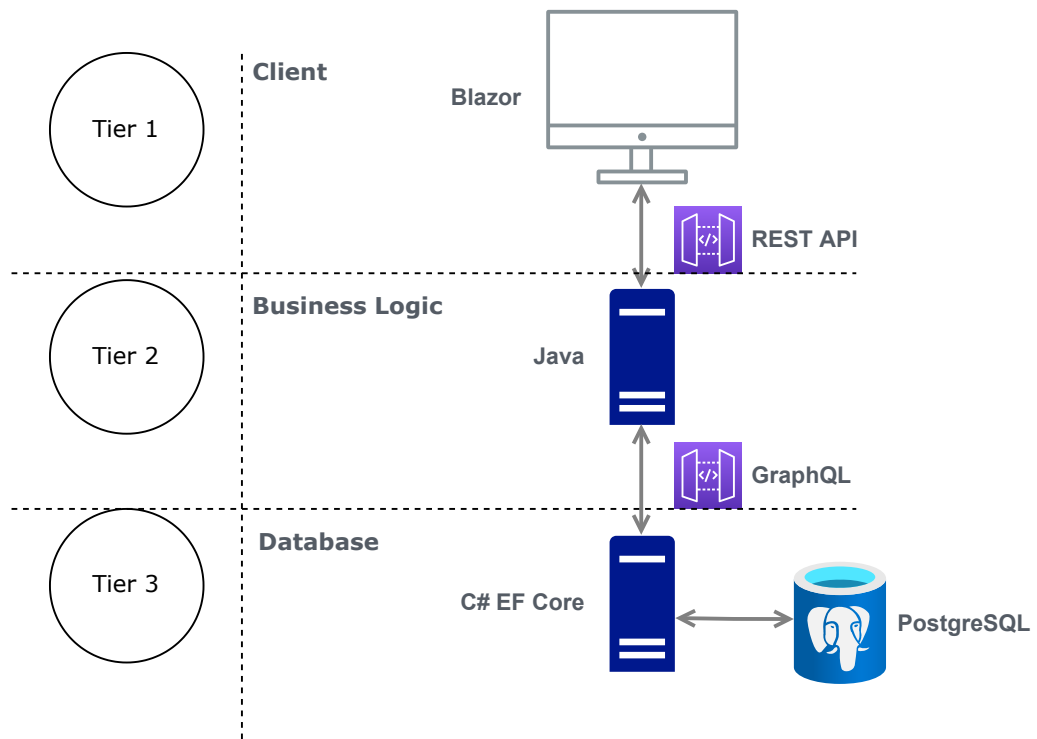 Client
Blazor
Tier 1
</>
REST API
Business Logic
Tier 2
Java
</>
GraphQL
Database
Tier 3
C# EF Core
PostgreSQL